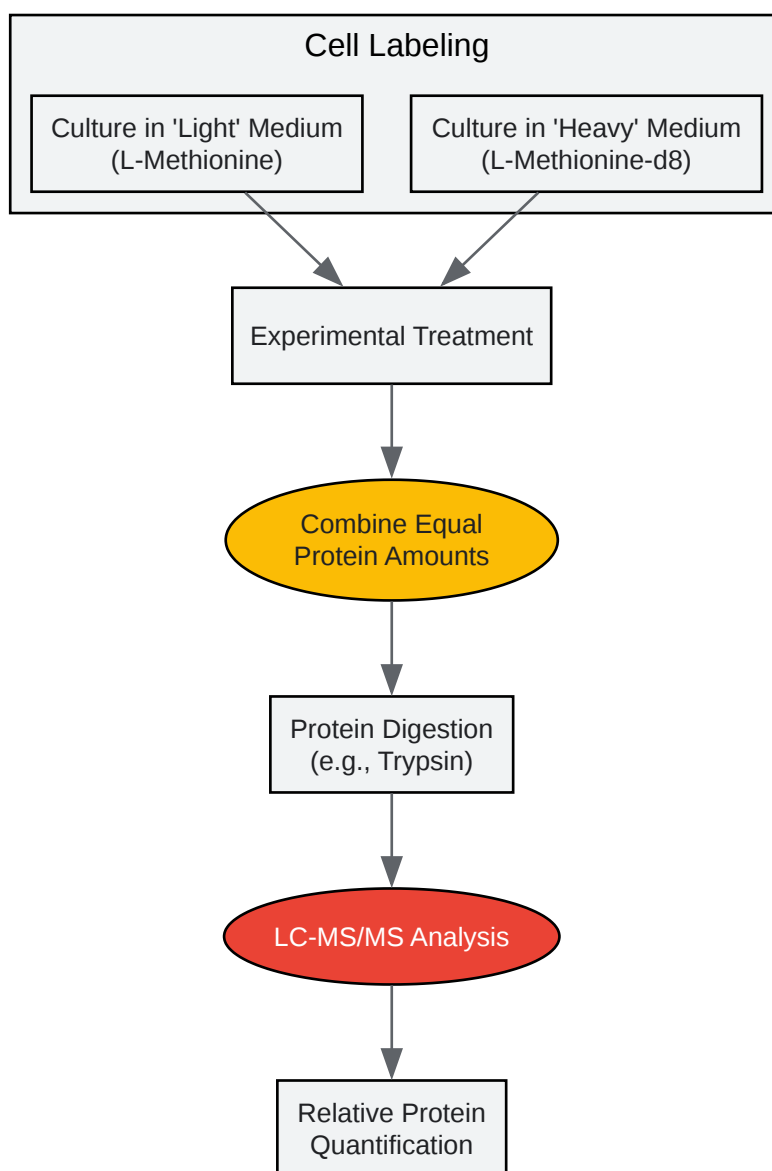 Cell Labeling
Culture in 'Light' Medium
(L-Methionine)
Culture in 'Heavy' Medium
(L-Methionine-d8)
Experimental Treatment
Combine Equal
Protein Amounts
Protein Digestion
(e.g., Trypsin)
LC-MS/MS Analysis
Relative Protein
Quantification